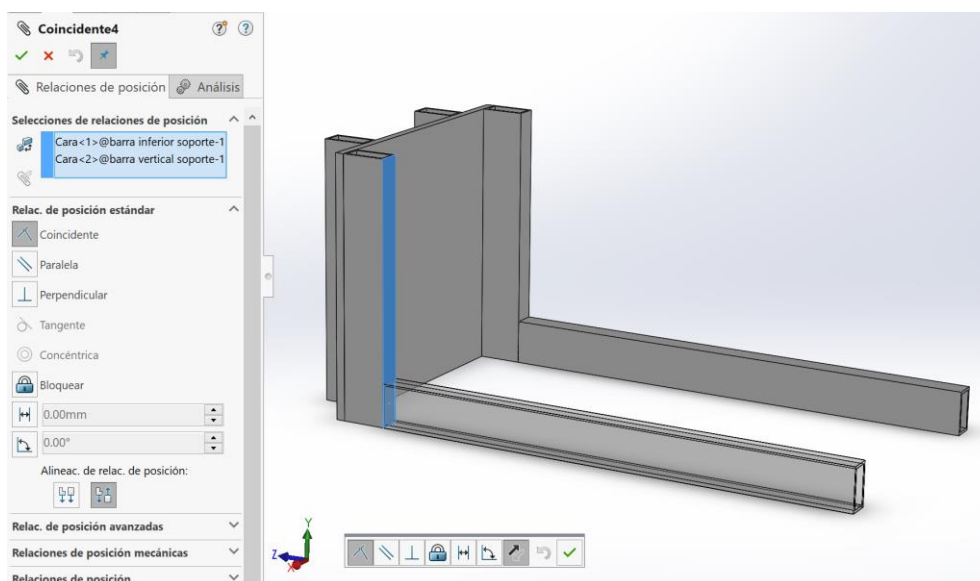 Coincidente4
Relaciones de posición
Análisis
Selecciones de relaciones de posición
Cara<1>@barra inferior soporte-1
Cara<2>@barra vertical soporte-1
Relac. de posición estándar
Coincidente
Paralela
Perpendicular
Tangente
Concéntrica
Bloquear
0.00mm
0.00°
Alineac. de relac. de posición:
Relac. de posición avanzadas
Relaciones de posición mecánicas
Relaciones de posición
Y
Z
X